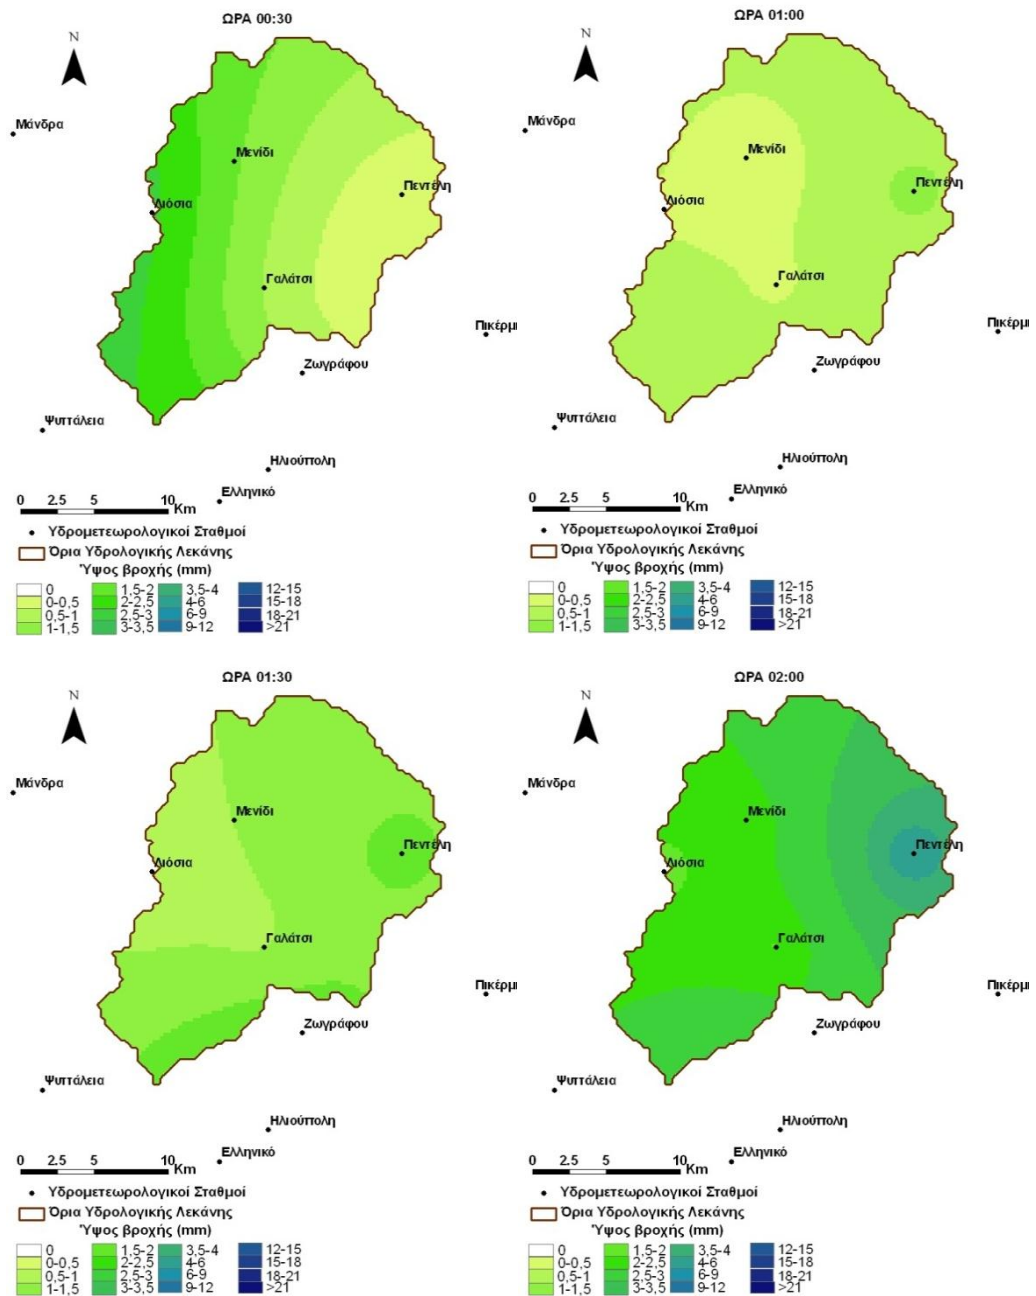 ΩΡΑ 00:30
N
Μάνδρα
Μενίδι
Πεντέλη
Λιόσια
Γαλάτσι
Πικέρμι
Ζωγράφου
Ψυττάλεια
Ηλιούπολη
Ελληνικό
0 2.5 5 10 Km
Υδρομετεωρολογικοί Σταθμοί
Όρια Υδρολογικής Λεκάνης
Ύψος βροχής (mm)
0 1,5-2 3,5-4 12-15
0-0,5 2-2,5 4-6 15-18
0,5-1 2,5-3 6-9 18-21
1-1,5 3-3,5 9-12 >21
ΩΡΑ 01:00
N
Μάνδρα
Μενίδι
Πεντέλη
Λιόσια
Γαλάτσι
Πικέρμι
Ζωγράφου
Ψυττάλεια
Ηλιούπολη
Ελληνικό
0 2.5 5 10 Km
Υδρομετεωρολογικοί Σταθμοί
Όρια Υδρολογικής Λεκάνης
Ύψος βροχής (mm)
0 1,5-2 3,5-4 12-15
0-0,5 2-2,5 4-6 15-18
0,5-1 2,5-3 6-9 18-21
1-1,5 3-3,5 9-12 >21
ΩΡΑ 01:30
N
Μάνδρα
Μενίδι
Πεντέλη
Λιόσια
Γαλάτσι
Πικέρμι
Ζωγράφου
Ψυττάλεια
Ηλιούπολη
Ελληνικό
0 2.5 5 10 Km
Υδρομετεωρολογικοί Σταθμοί
Όρια Υδρολογικής Λεκάνης
Ύψος βροχής (mm)
0 1,5-2 3,5-4 12-15
0-0,5 2-2,5 4-6 15-18
0,5-1 2,5-3 6-9 18-21
1-1,5 3-3,5 9-12 >21
ΩΡΑ 02:00
N
Μάνδρα
Μενίδι
Πεντέλη
Λιόσια
Γαλάτσι
Πικέρμι
Ζωγράφου
Ψυττάλεια
Ηλιούπολη
Ελληνικό
0 2.5 5 10 Km
Υδρομετεωρολογικοί Σταθμοί
Όρια Υδρολογικής Λεκάνης
Ύψος βροχής (mm)
0 1,5-2 3,5-4 12-15
0-0,5 2-2,5 4-6 15-18
0,5-1 2,5-3 6-9 18-21
1-1,5 3-3,5 9-12 >21